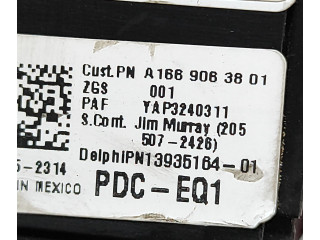 Cust.PN A166 906 38 01
ZGS 001
PAF YAP3240311
S.Cont. Jim Murray (205
507-2426)
DelphiPN13935164-01
5-2314
IN MEXICO PDC-EQ1